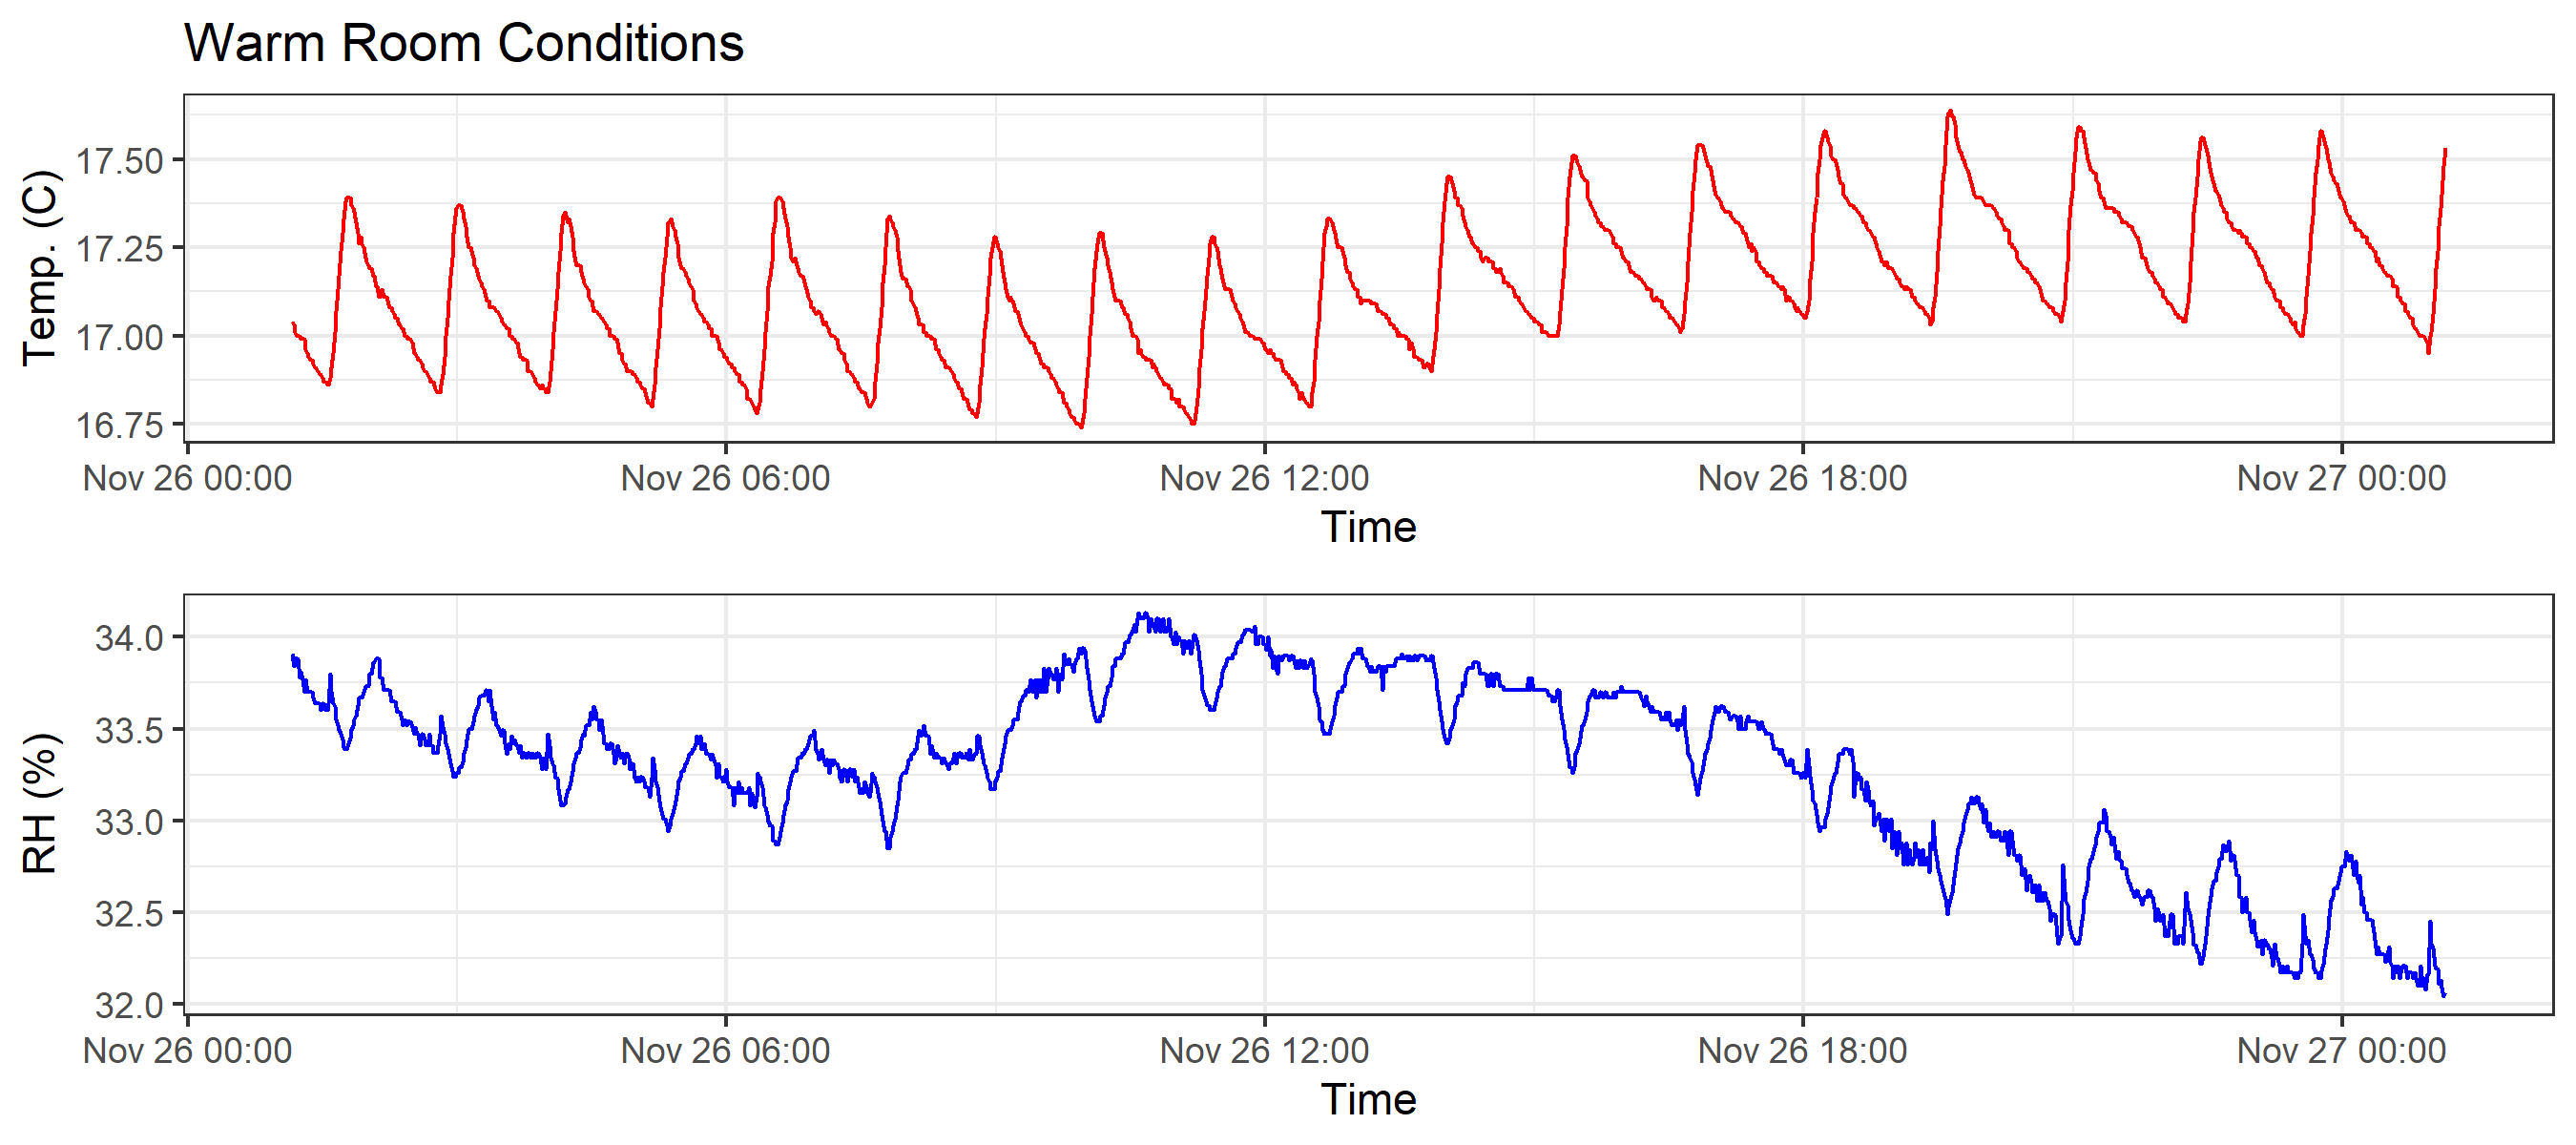 Warm Room Conditions
Temp. (C)
17.50
17.25
17.00
16.75
Nov 26 00:00 Nov 26 06:00 Nov 26 12:00 Nov 26 18:00 Nov 27 00:00
Time
RH (%)
34.0
33.5
33.0
32.5
32.0
Nov 26 00:00 Nov 26 06:00 Nov 26 12:00 Nov 26 18:00 Nov 27 00:00
Time